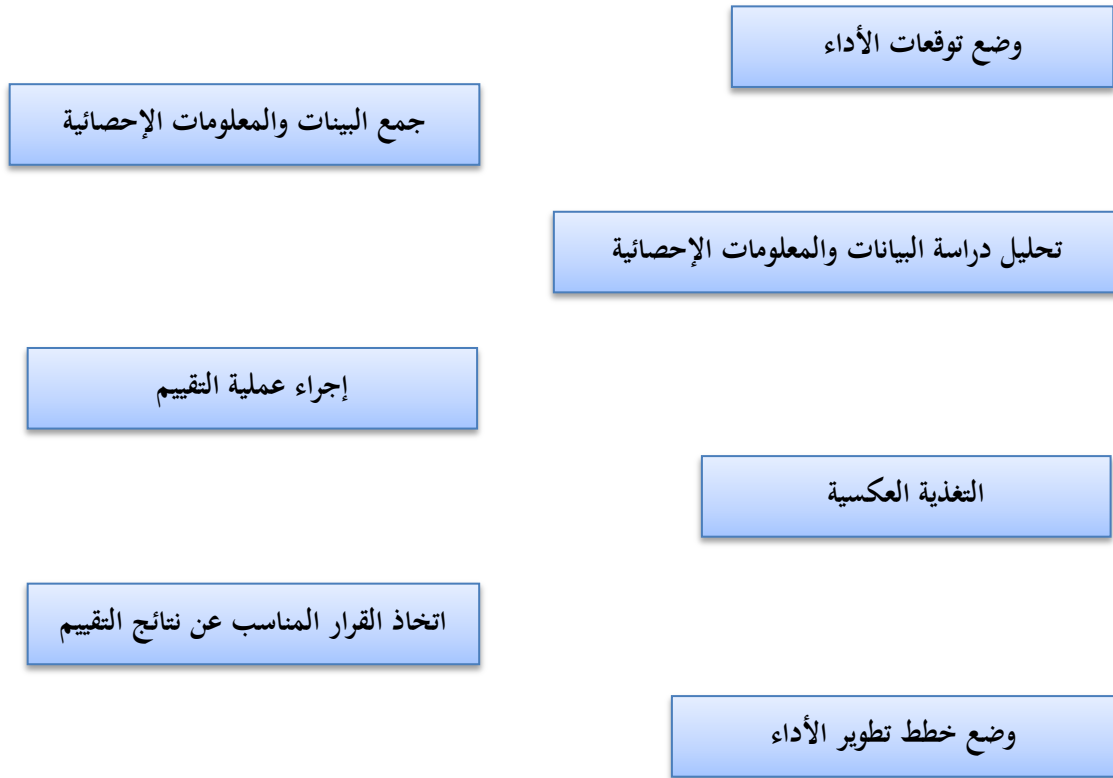 وضع توقعات الأداء
جمع البينات والمعلومات الإحصائية
تحليل دراسة البيانات والمعلومات الإحصائية
إجراء عملية التقييم
التغذية العكسية
اتخاذ القرار المناسب عن نتائج التقييم
وضع خطط تطوير الأداء